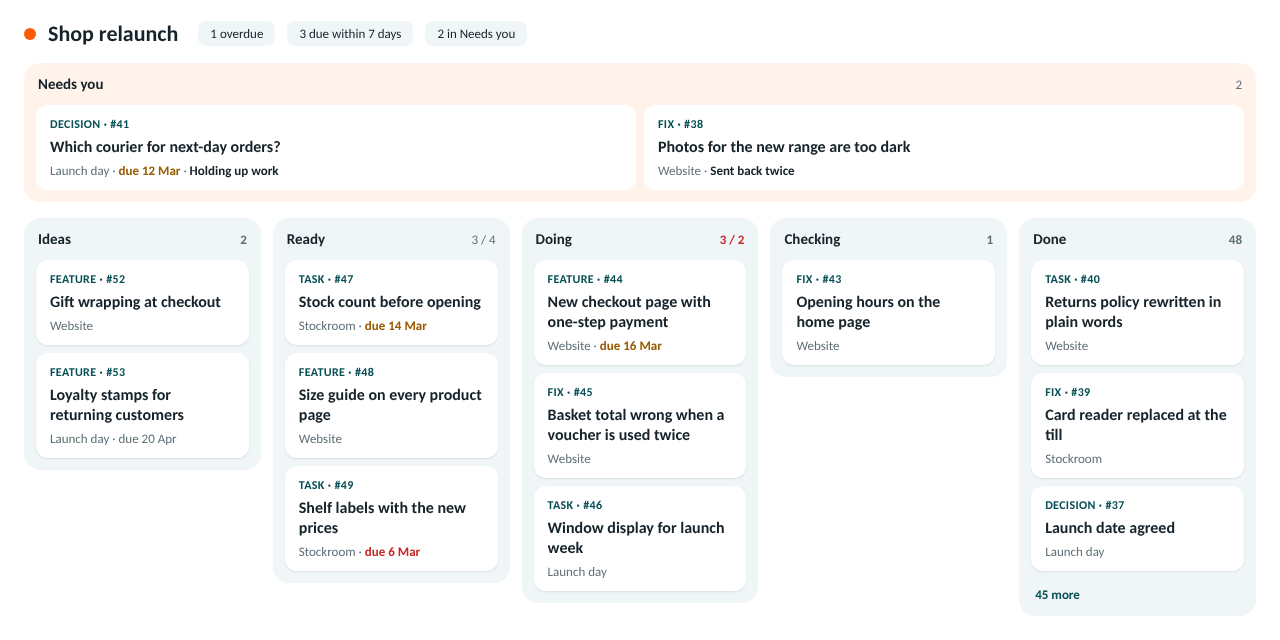 Shop relaunch
1 overdue
3 due within 7 days
2 in Needs you
Needs you
2
DECISION · #41
Which courier for next-day orders?
Launch day · due 12 Mar · Holding up work
FIX · #38
Photos for the new range are too dark
Website · Sent back twice
Ideas
2
FEATURE · #52
Gift wrapping at checkout
Website
FEATURE · #53
Loyalty stamps for
returning customers
Launch day · due 20 Apr
Ready
3 / 4
TASK · #47
Stock count before opening
Stockroom · due 14 Mar
FEATURE · #48
Size guide on every product
page
Website
TASK · #49
Shelf labels with the new
prices
Stockroom · due 6 Mar
Doing
3 / 2
FEATURE · #44
New checkout page with
one-step payment
Website · due 16 Mar
FIX · #45
Basket total wrong when a
voucher is used twice
Website
TASK · #46
Window display for launch
week
Launch day
Checking
1
FIX · #43
Opening hours on the
home page
Website
Done
48
TASK · #40
Returns policy rewritten in
plain words
Website
FIX · #39
Card reader replaced at the
till
Stockroom
DECISION · #37
Launch date agreed
Launch day
45 more